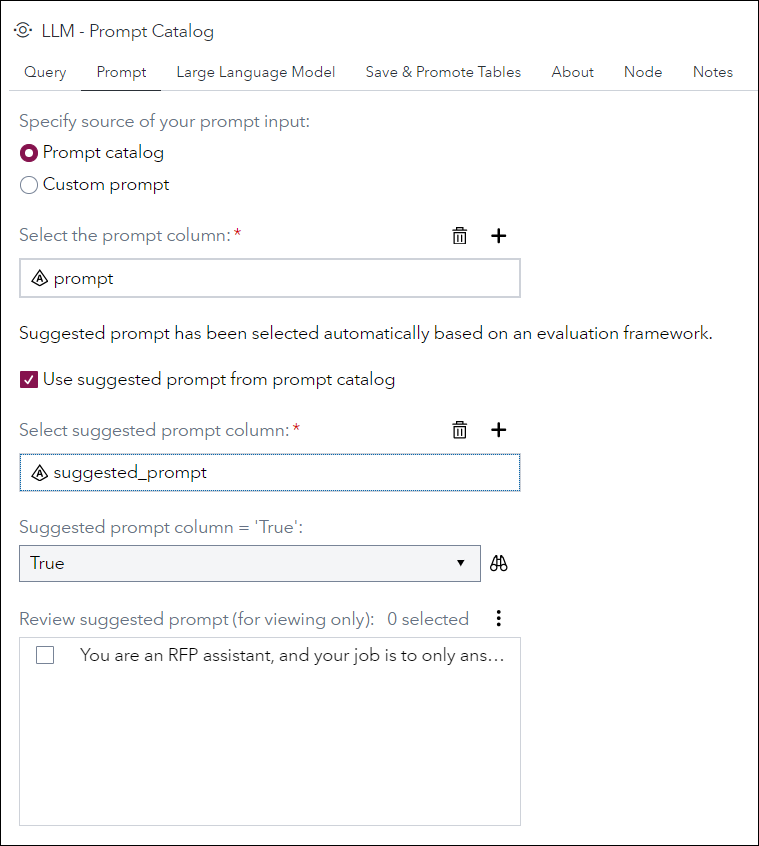 LLM - Prompt Catalog
Query Prompt Large Language Model Save & Promote Tables About Node Notes
Specify source of your prompt input:
Prompt catalog
Custom prompt
Select the prompt column:*
prompt
Suggested prompt has been selected automatically based on an evaluation framework.
Use suggested prompt from prompt catalog
Select suggested prompt column:*
suggested_prompt
Suggested prompt column = 'True':
True
Review suggested prompt (for viewing only): 0 selected
You are an RFP assistant, and your job is to only ans...